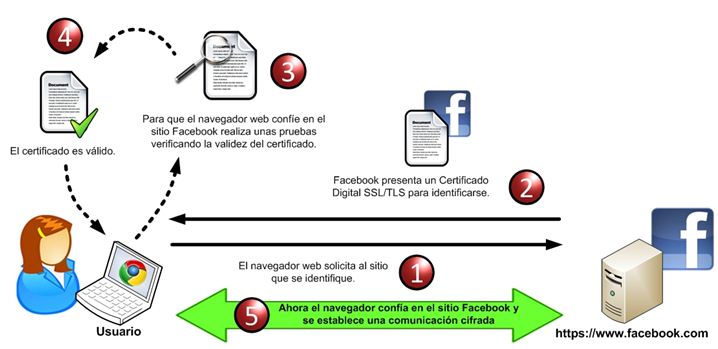 4
3
Document
Document
Para que el navegador web confíe en el
sitio Facebook realiza unas pruebas
verificando la validez del certificado.
El certificado es válido.
Document
Facebook presenta un Certificado
Digital SSL/TLS para identificarse.
2
El navegador web solicita al sitio
que se identifique.
1
5
Ahora el navegador confía en el sitio Facebook y
se establece una comunicación cifrada
Usuario
https://www.facebook.com